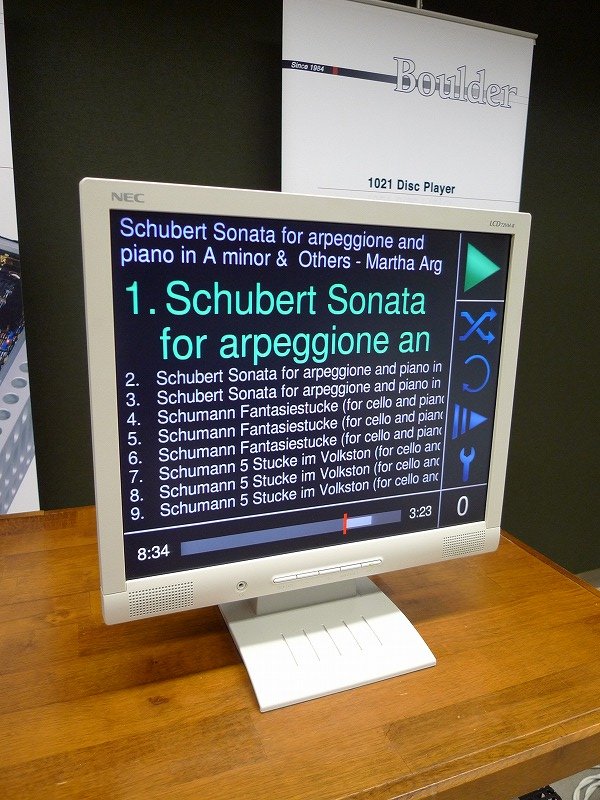 Since 1984
Boulder
1021 Disc Player
NEC
Schubert Sonata for arpeggione and
piano in A minor & Others - Martha Arg
1. Schubert Sonata
for arpeggione an
2. Schubert Sonata for arpeggione and piano in
3. Schubert Sonata for arpeggione and piano in
4. Schumann Fantasiestucke (for cello and piano
5. Schumann Fantasiestucke (for cello and piano
6. Schumann Fantasiestucke (for cello and piano
7. Schumann 5 Stucke im Volkston (for cello and
8. Schumann 5 Stucke im Volkston (for cello and
9. Schumann 5 Stucke im Volkston (for cello and
8:34
3:23
0